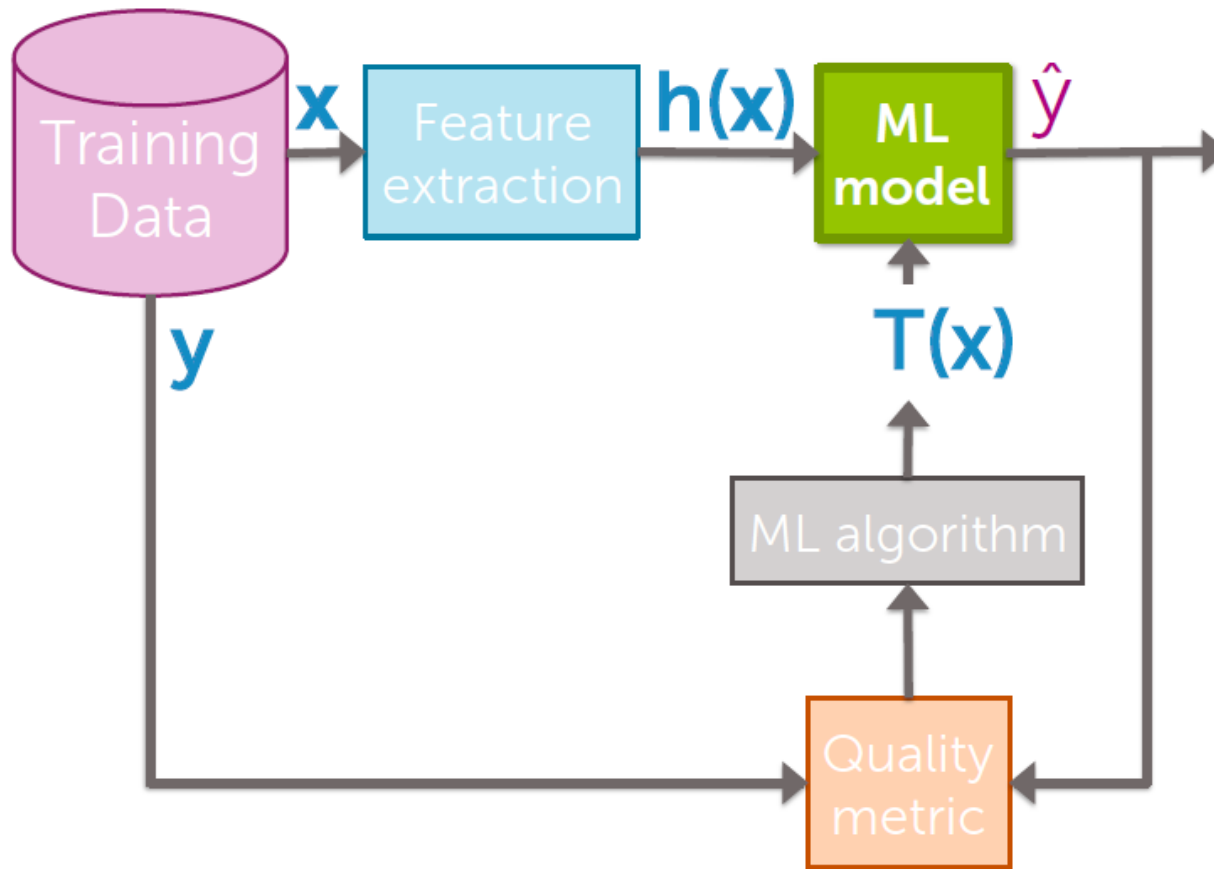 Training
Data
x
Feature
extraction
h(x)
ML
model
ŷ
y
T(x)
ML algorithm
Quality
metric